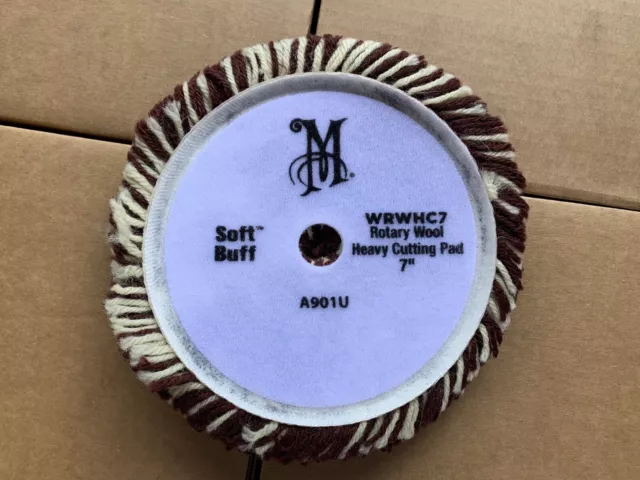 M®
Soft™
Buff
WRWHC7
Rotary Wool
Heavy Cutting Pad
7"
A901U